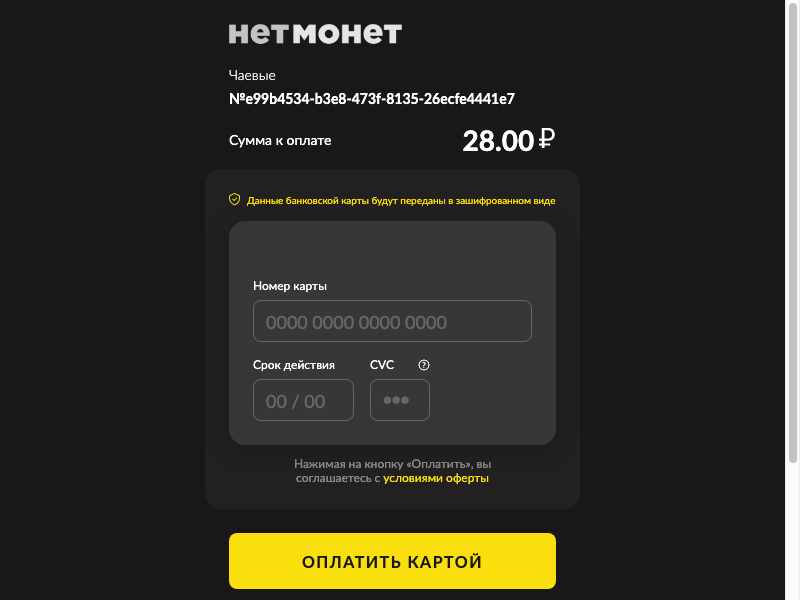 нетмонет
Чаевые
№e99b4534-b3e8-473f-8135-26ecfe4441e7
Сумма к оплате 28.00 ₽
Данные банковской карты будут переданы в зашифрованном виде
Номер карты
0000 0000 0000 0000
Срок действия CVC ?
00 / 00 •••
Нажимая на кнопку «Оплатить», вы
соглашаетесь с условиями оферты
ОПЛАТИТЬ КАРТОЙ